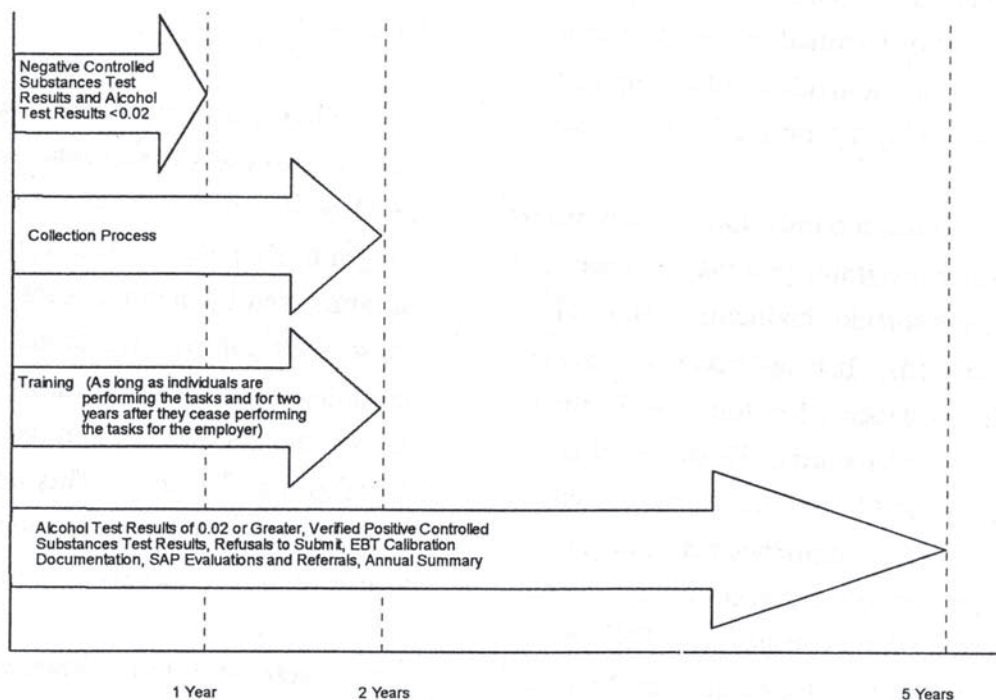 Negative Controlled
Substances Test
Results and Alcohol
Test Results <0.02
Collection Process
Training (As long as individuals are
performing the tasks and for two
years after they cease performing
the tasks for the employer)
Alcohol Test Results of 0.02 or Greater, Verified Positive Controlled
Substances Test Results, Refusals to Submit, EBT Calibration
Documentation, SAP Evaluations and Referrals, Annual Summary
1 Year 2 Years 5 Years